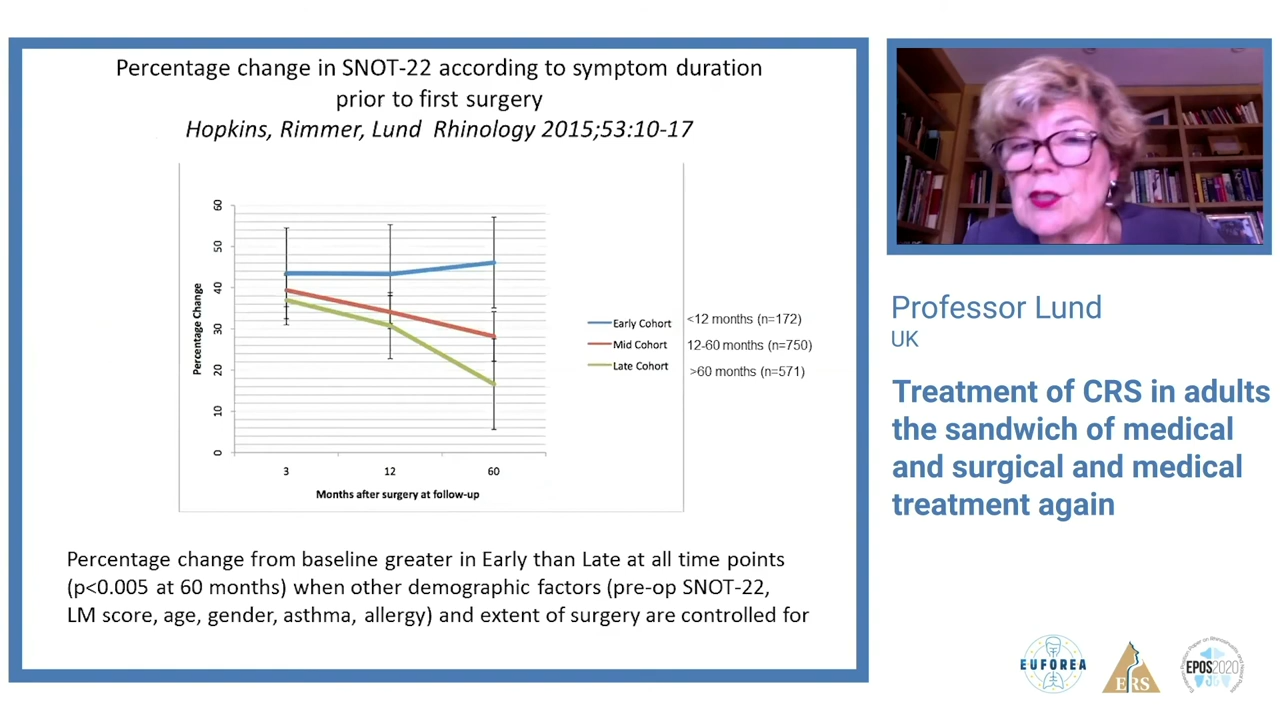 Percentage change in SNOT-22 according to symptom duration
prior to first surgery
Hopkins, Rimmer, Lund Rhinology 2015;53:10-17
Percentage Change
60
50
40
30
20
10
0
3
12
60
Months after surgery at follow-up
Early Cohort
<12 months (n=172)
Mid Cohort
12-60 months (n=750)
Late Cohort
>60 months (n=571)
Percentage change from baseline greater in Early than Late at all time points
(p<0.005 at 60 months) when other demographic factors (pre-op SNOT-22,
LM score, age, gender, asthma, allergy) and extent of surgery are controlled for
Professor Lund
UK
Treatment of CRS in adults
the sandwich of medical
and surgical and medical
treatment again
EUFOREA
ERS
EPOS2020